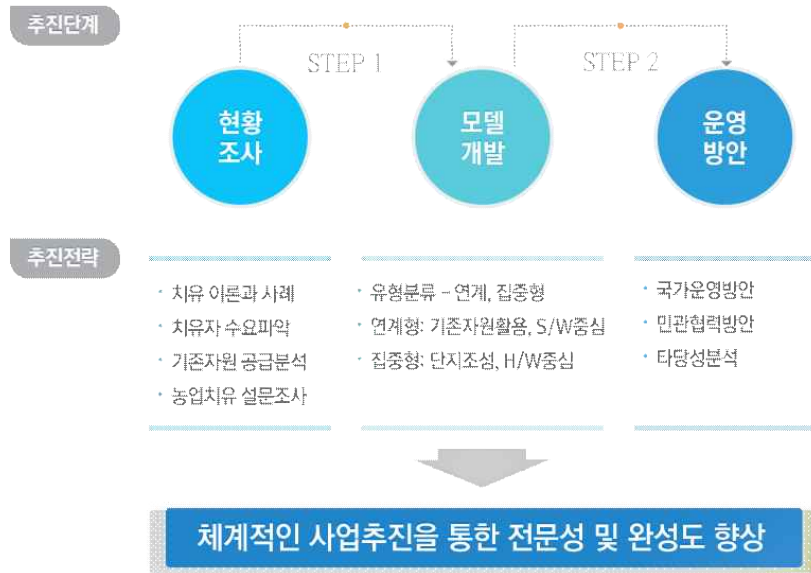 추진단계
STEP 1
STEP 2
현황
조사
모델
개발
운영
방안
추진전략
· 치유 이론과 사례
· 치유자 수요파악
· 기존자원 공급분석
· 농업치유 설문조사
· 유형분류 – 연계, 집중형
· 연계형: 기존자원활용, S/W중심
· 집중형: 단지조성, H/W중심
· 국가운영방안
· 민관협력방안
· 타당성분석
체계적인 사업추진을 통한 전문성 및 완성도 향상